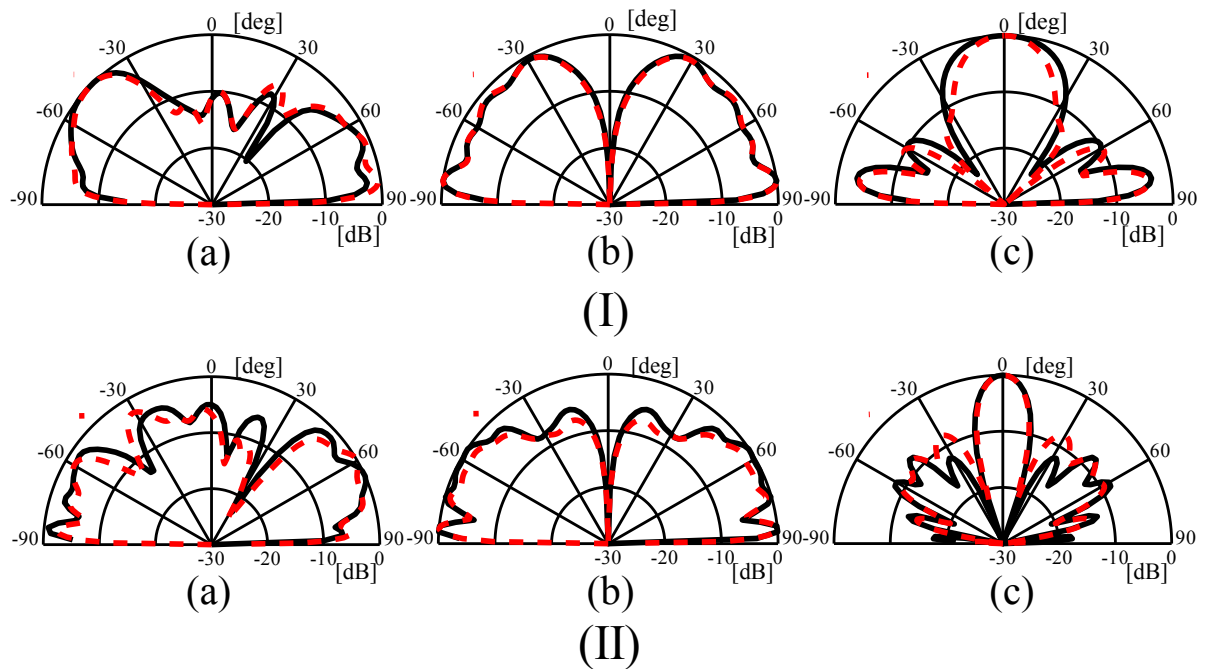 0 [deg] 0 [deg] 0 [deg]
-30 30 -30 30 -30 30
-60 60 -60 60 -60 60
-90 90 -90 90 -90 90
-30 -20 -10 0 -30 -20 -10 0 -30 -20 -10 0
[dB] [dB] [dB]
(a) (b) (c)
(I)
0 [deg] 0 [deg] 0 [deg]
-30 30 -30 30 -30 30
-60 60 -60 60 -60 60
-90 90 -90 90 -90 90
-30 -20 -10 0 -30 -20 -10 0 -30 -20 -10 0
[dB] [dB] [dB]
(a) (b) (c)
(II)